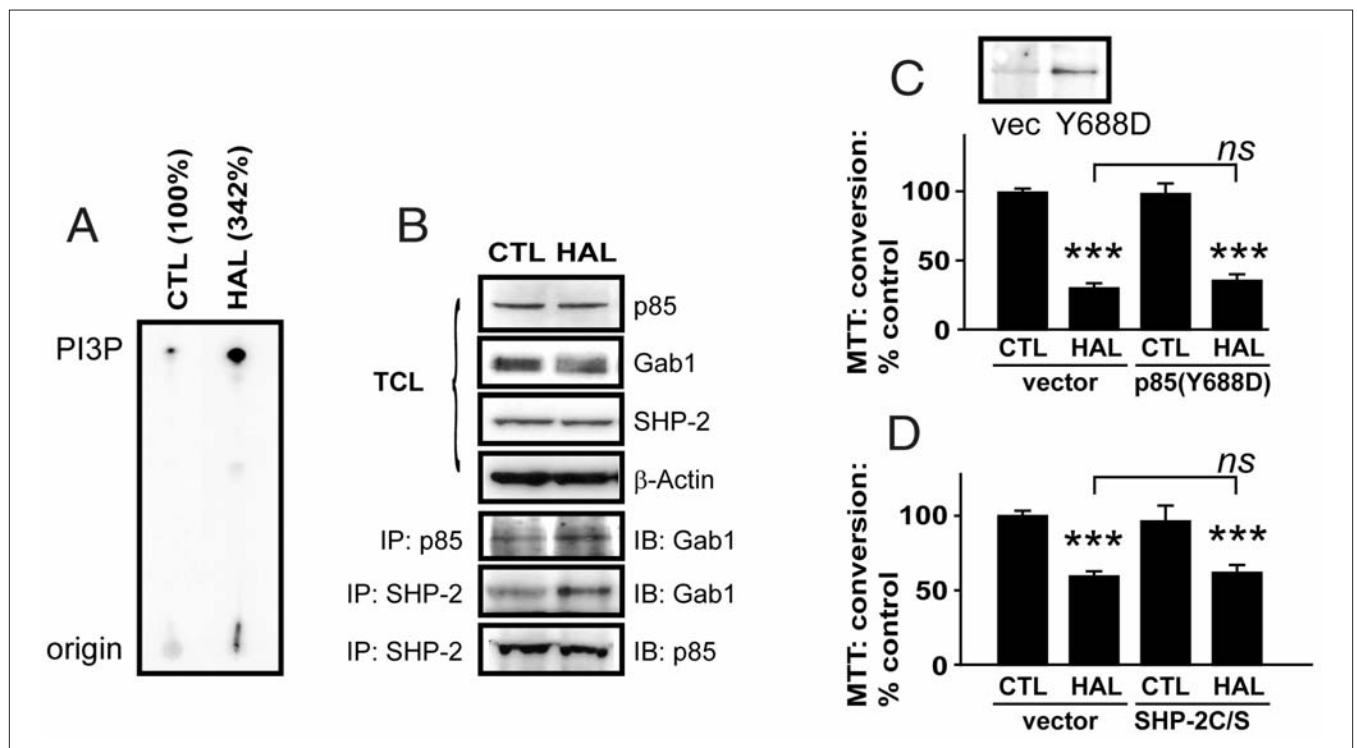 A
CTL (100%)
HAL (342%)
PI3P
origin
B
CTL HAL
TCL
p85
Gab1
SHP-2
β-Actin
IP: p85 IB: Gab1
IP: SHP-2 IB: Gab1
IP: SHP-2 IB: p85
C
vec Y688D
MTT: conversion:
% control
100
50
0
ns
*** ***
CTL HAL CTL HAL
vector p85(Y688D)
D
MTT: conversion:
% control
100
50
0
ns
*** ***
CTL HAL CTL HAL
vector SHP-2C/S